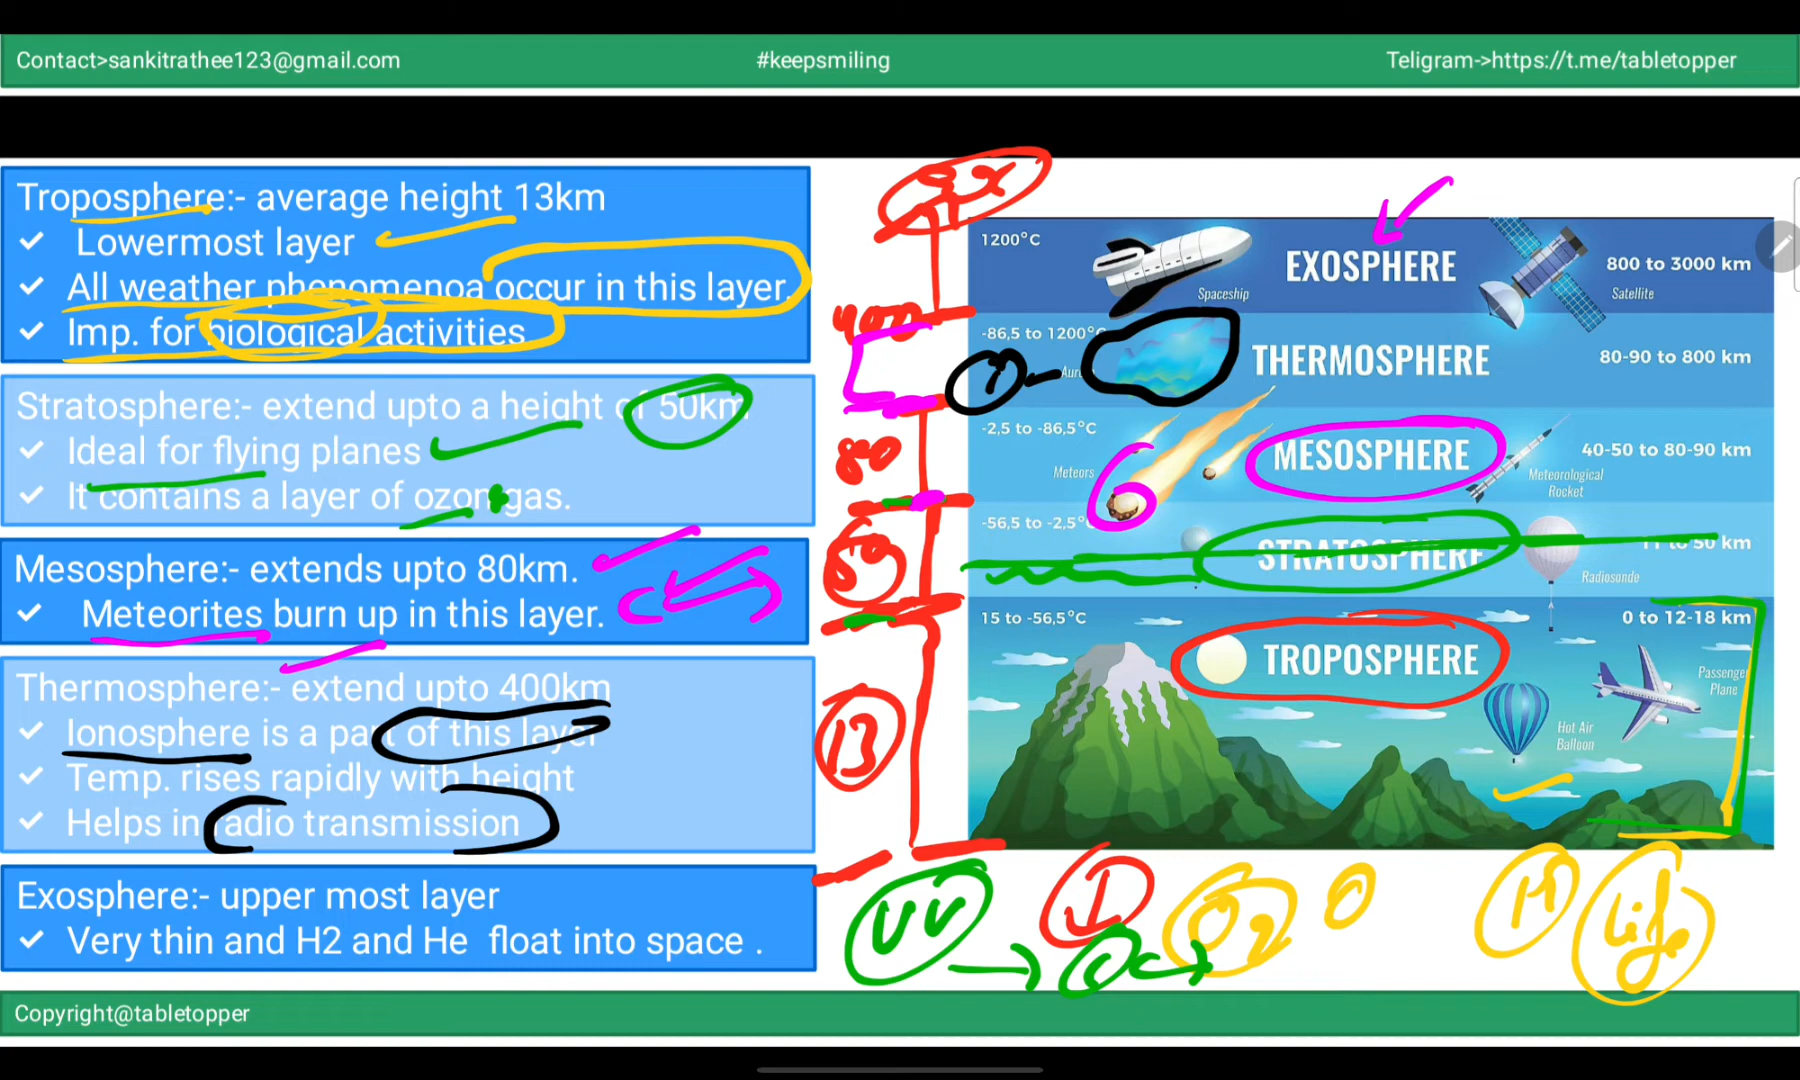 Contact>sankitrathee123@gmail.com
#keepsmiling
Teligram->https://t.me/tabletopper
Troposphere:- average height 13km
✓ Lowermost layer
✓ All weather phenomenoa occur in this layer.
✓ Imp. for biological activities
Stratosphere:- extend upto a height of 50km
✓ Ideal for flying planes
✓ It contains a layer of ozone gas.
Mesosphere:- extends upto 80km.
✓ Meteorites burn up in this layer.
Thermosphere:- extend upto 400km
✓ Ionosphere is a part of this layer
✓ Temp. rises rapidly with height
✓ Helps in radio transmission
Exosphere:- upper most layer
✓ Very thin and H2 and He float into space .
400
80
50
13
1200°C
Spaceship
EXOSPHERE
Satellite
800 to 3000 km
-86,5 to 1200°C
THERMOSPHERE
80-90 to 800 km
-2,5 to -86,5°C
Meteors
MESOSPHERE
Meteorological
Rocket
40-50 to 80-90 km
-56,5 to -2,5°C
STRATOSPHERE
Radiosonde
11 to 50 km
15 to -56,5°C
TROPOSPHERE
0 to 12-18 km
Hot Air
Balloon
Passenger
Plane
UV
I
O2
O
H
Life
Copyright@tabletopper